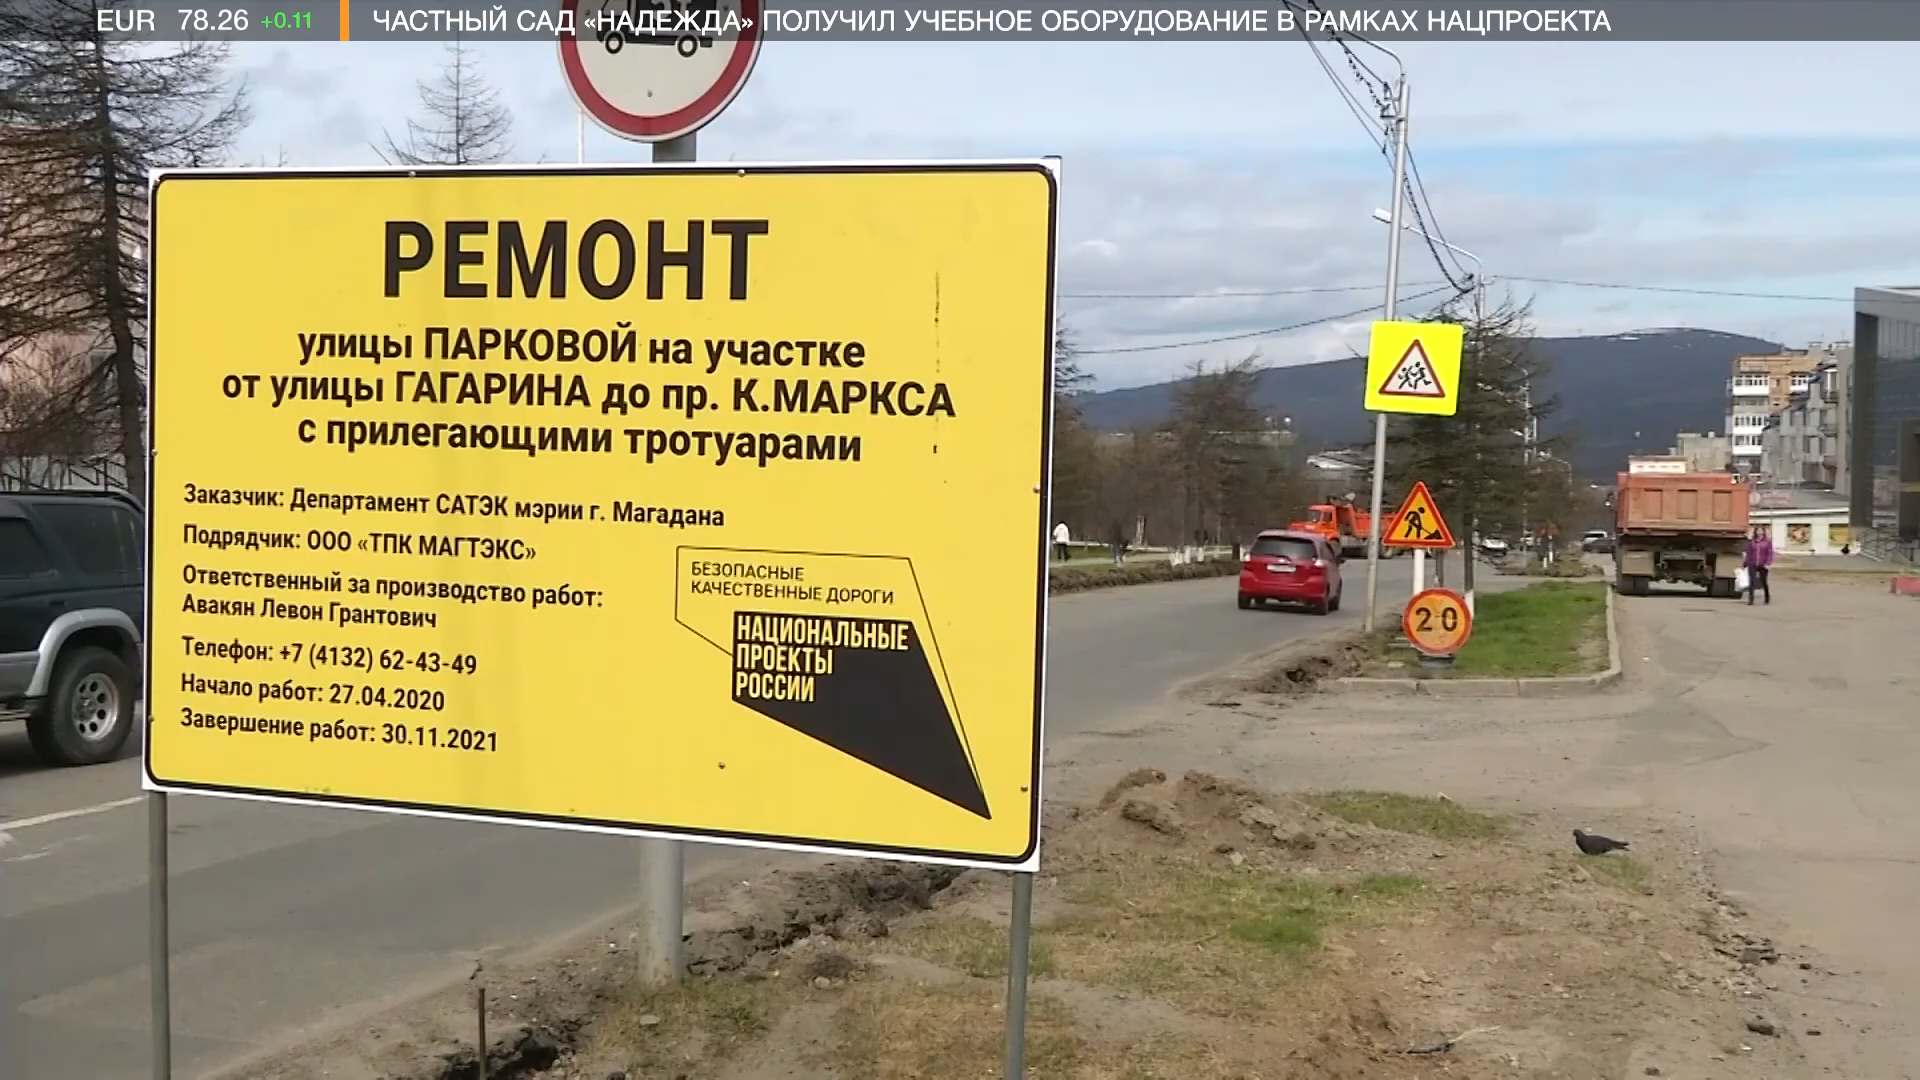 EUR 78.26 +0.11 ЧАСТНЫЙ САД «НАДЕЖДА» ПОЛУЧИЛ УЧЕБНОЕ ОБОРУДОВАНИЕ В РАМКАХ НАЦПРОЕКТА
РЕМОНТ
улицы ПАРКОВОЙ на участке
от улицы ГАГАРИНА до пр. К.МАРКСА
с прилегающими тротуарами
Заказчик: Департамент САТЭК мэрии г. Магадана
Подрядчик: ООО «ТПК МАГТЭКС»
Ответственный за производство работ:
Авакян Левон Грантович
Телефон: +7 (4132) 62-43-49
Начало работ: 27.04.2020
Завершение работ: 30.11.2021
БЕЗОПАСНЫЕ
КАЧЕСТВЕННЫЕ ДОРОГИ
НАЦИОНАЛЬНЫЕ
ПРОЕКТЫ
РОССИИ
20